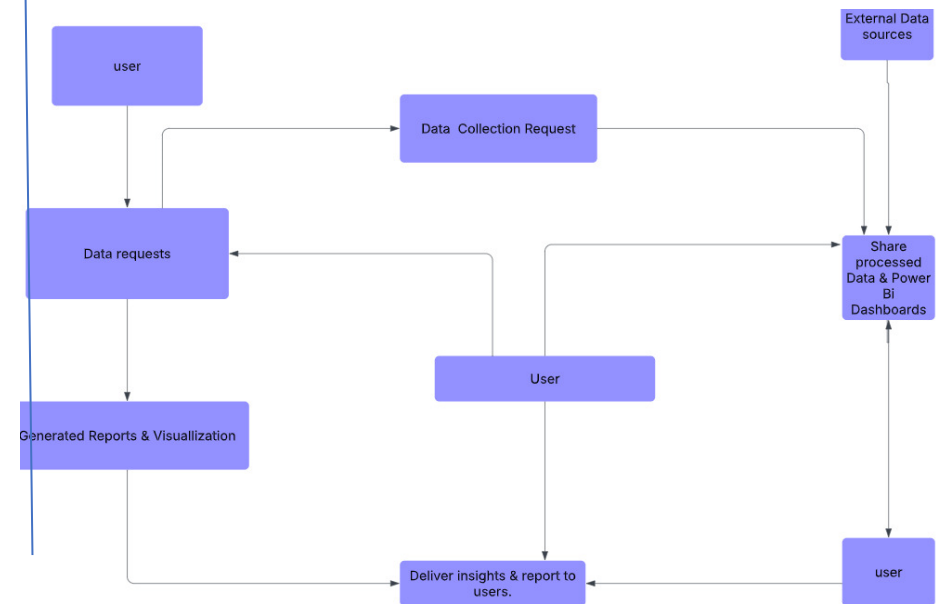 External Data
sources
user
Data Collection Request
Data requests
Share
processed
Data & Power
Bi
Dashboards
User
Generated Reports & Visuallization
Deliver insights & report to
users.
user